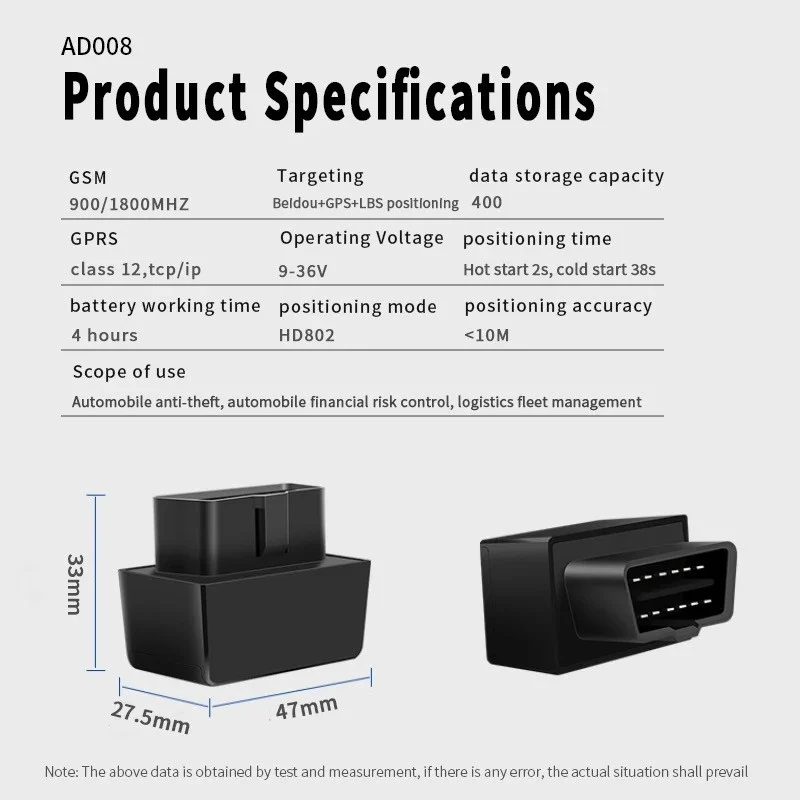 AD008
Product Specifications
GSM
900/1800MHZ
Targeting
Beidou+GPS+LBS positioning
data storage capacity
400
GPRS
class 12,tcp/ip
Operating Voltage
9-36V
positioning time
Hot start 2s, cold start 38s
battery working time
4 hours
positioning mode
HD802
positioning accuracy
<10M
Scope of use
Automobile anti-theft, automobile financial risk control, logistics fleet management
33mm
27.5mm
47mm
Note: The above data is obtained by test and measurement, if there is any error, the actual situation shall prevail